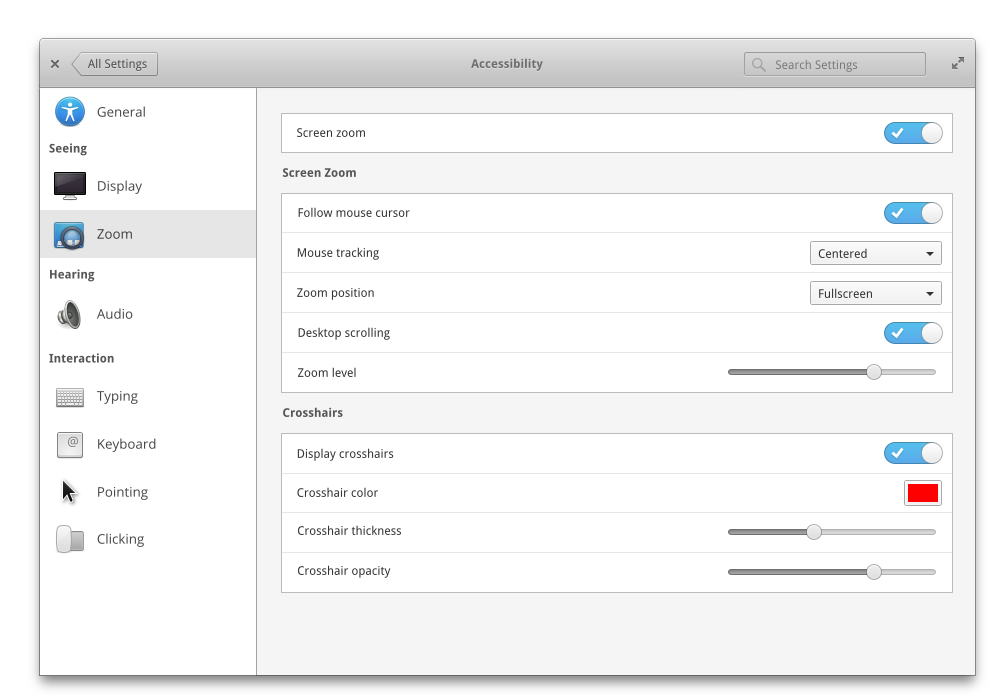 All Settings
Accessibility
Search Settings
General
Seeing
Display
Zoom
Hearing
Audio
Interaction
Typing
@
Keyboard
Pointing
Clicking
Screen zoom
Screen Zoom
Follow mouse cursor
Mouse tracking
Centered
Zoom position
Fullscreen
Desktop scrolling
Zoom level
Crosshairs
Display crosshairs
Crosshair color
Crosshair thickness
Crosshair opacity